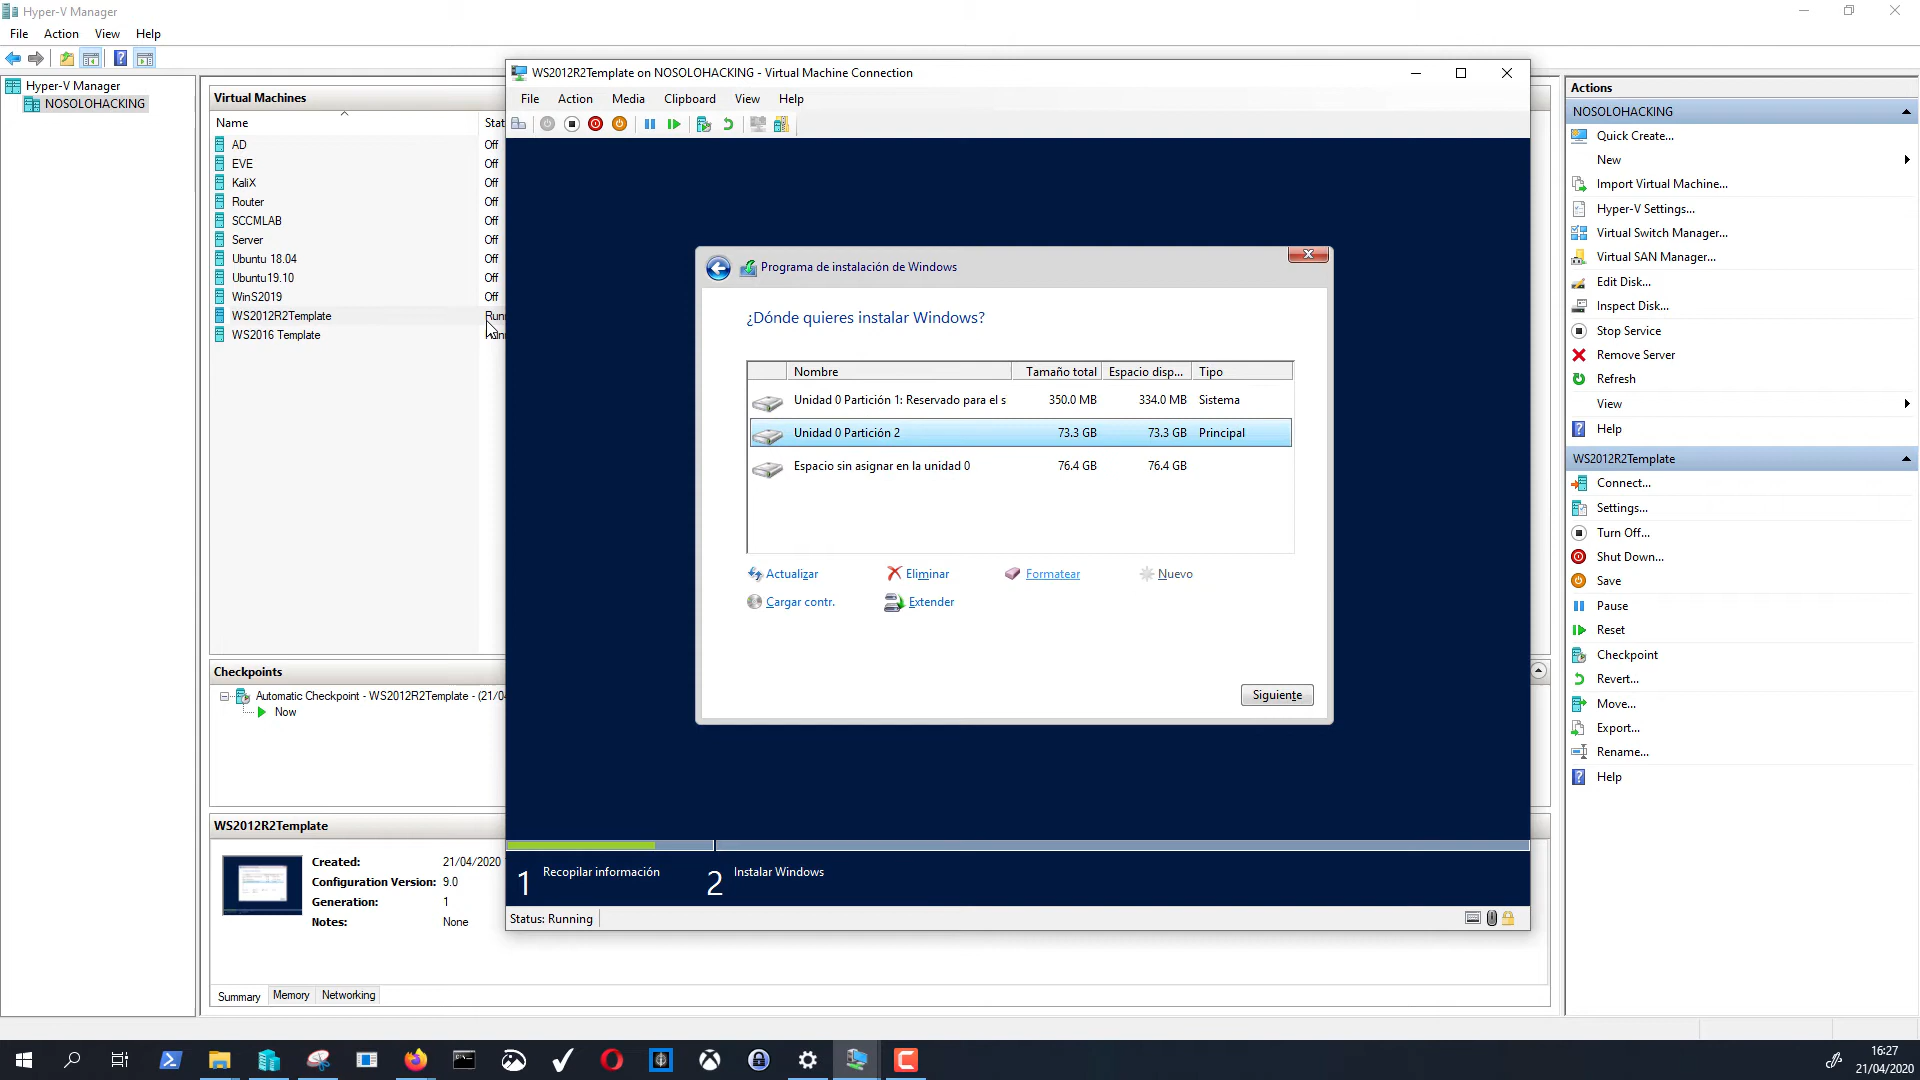 Hyper-V Manager
File Action View Help
Hyper-V Manager
NOSOLOHACKING
Virtual Machines
Name
Stat
AD Off
EVE Off
KaliX Off
Router Off
SCCMLAB Off
Server Off
Ubuntu 18.04 Off
Ubuntu19.10 Off
WinS2019 Off
WS2012R2Template Runn
WS2016 Template
Checkpoints
Automatic Checkpoint - WS2012R2Template - (21/04
Now
WS2012R2Template
Created: 21/04/2020
Configuration Version: 9.0
Generation: 1
Notes: None
Summary Memory Networking
WS2012R2Template on NOSOLOHACKING - Virtual Machine Connection
File Action Media Clipboard View Help
Programa de instalación de Windows
¿Dónde quieres instalar Windows?
Nombre Tamaño total Espacio disp... Tipo
Unidad 0 Partición 1: Reservado para el s 350.0 MB 334.0 MB Sistema
Unidad 0 Partición 2 73.3 GB 73.3 GB Principal
Espacio sin asignar en la unidad 0 76.4 GB 76.4 GB
Actualizar Eliminar Formatear Nuevo
Cargar contr. Extender
Siguiente
1 Recopilar información 2 Instalar Windows
Status: Running
Actions
NOSOLOHACKING
Quick Create...
New
Import Virtual Machine...
Hyper-V Settings...
Virtual Switch Manager...
Virtual SAN Manager...
Edit Disk...
Inspect Disk...
Stop Service
Remove Server
Refresh
View
Help
WS2012R2Template
Connect...
Settings...
Turn Off...
Shut Down...
Save
Pause
Reset
Checkpoint
Revert...
Move...
Export...
Rename...
Help
16:27
21/04/2020